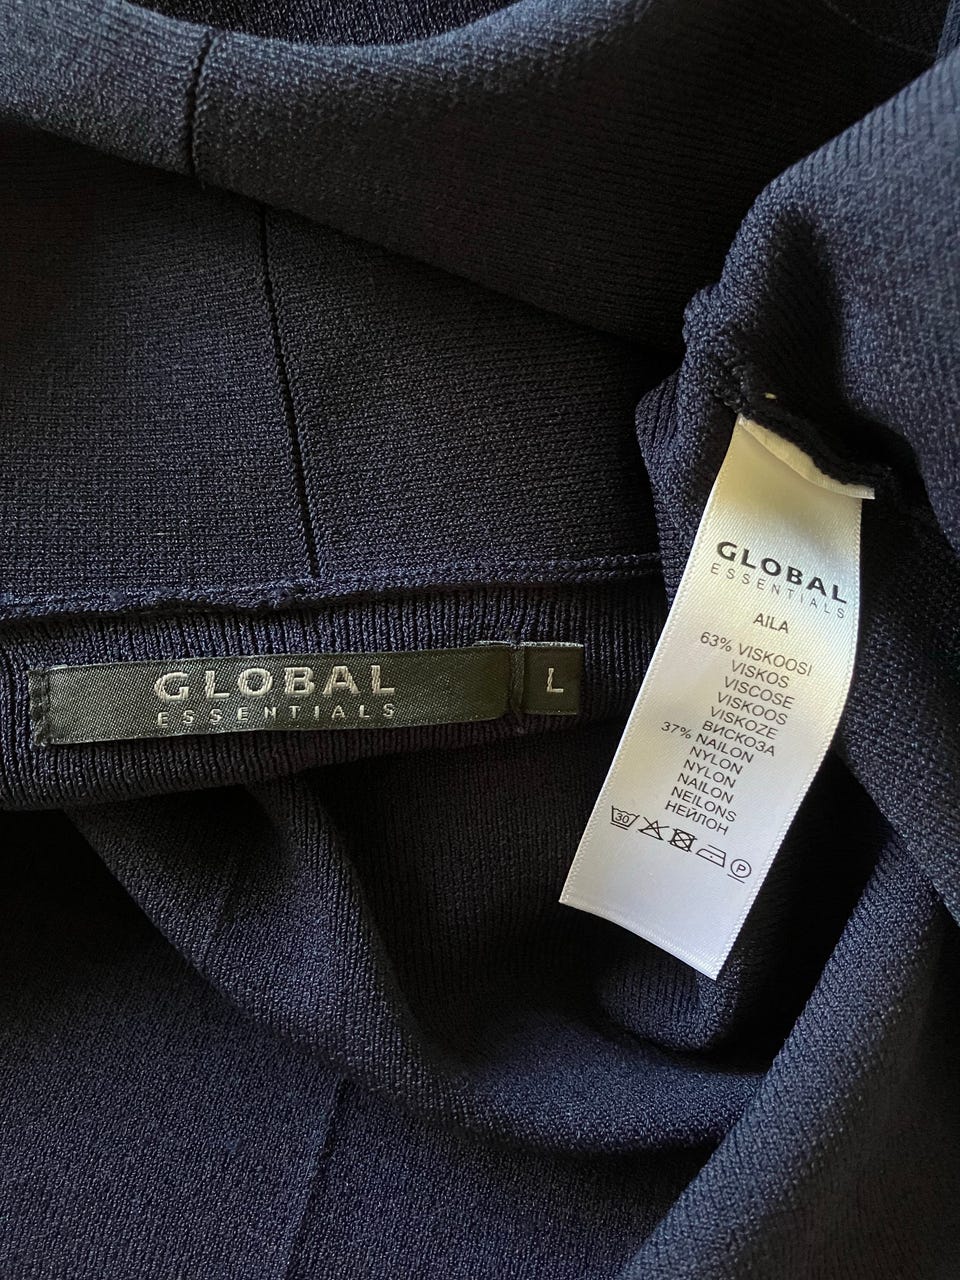 GLOBAL
ESSENTIALS
L
GLOBAL
ESSENTIALS
AILA
63% VISKOOSI
VISKOS
VISCOSE
VISKOOS
VISKOZE
ВИСКОЗА
37% NAILON
NYLON
NYLON
NAILON
NEILONS
НЕЙЛОН
30
P